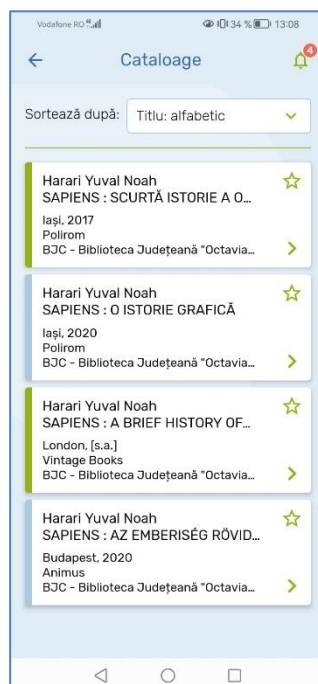 Vodafone RO 34 % 13:08
Cataloage 4
Sortează după: Titlu: alfabetic
Harari Yuval Noah
SAPIENS : SCURTĂ ISTORIE A O...
Iași, 2017
Polirom
BJC - Biblioteca Județeană "Octavia...
Harari Yuval Noah
SAPIENS : O ISTORIE GRAFICĂ
Iași, 2020
Polirom
BJC - Biblioteca Județeană "Octavia...
Harari Yuval Noah
SAPIENS : A BRIEF HISTORY OF...
London, [s.a.]
Vintage Books
BJC - Biblioteca Județeană "Octavia...
Harari Yuval Noah
SAPIENS : AZ EMBERISÉG RÖVID...
Budapest, 2020
Animus
BJC - Biblioteca Județeană "Octavia...